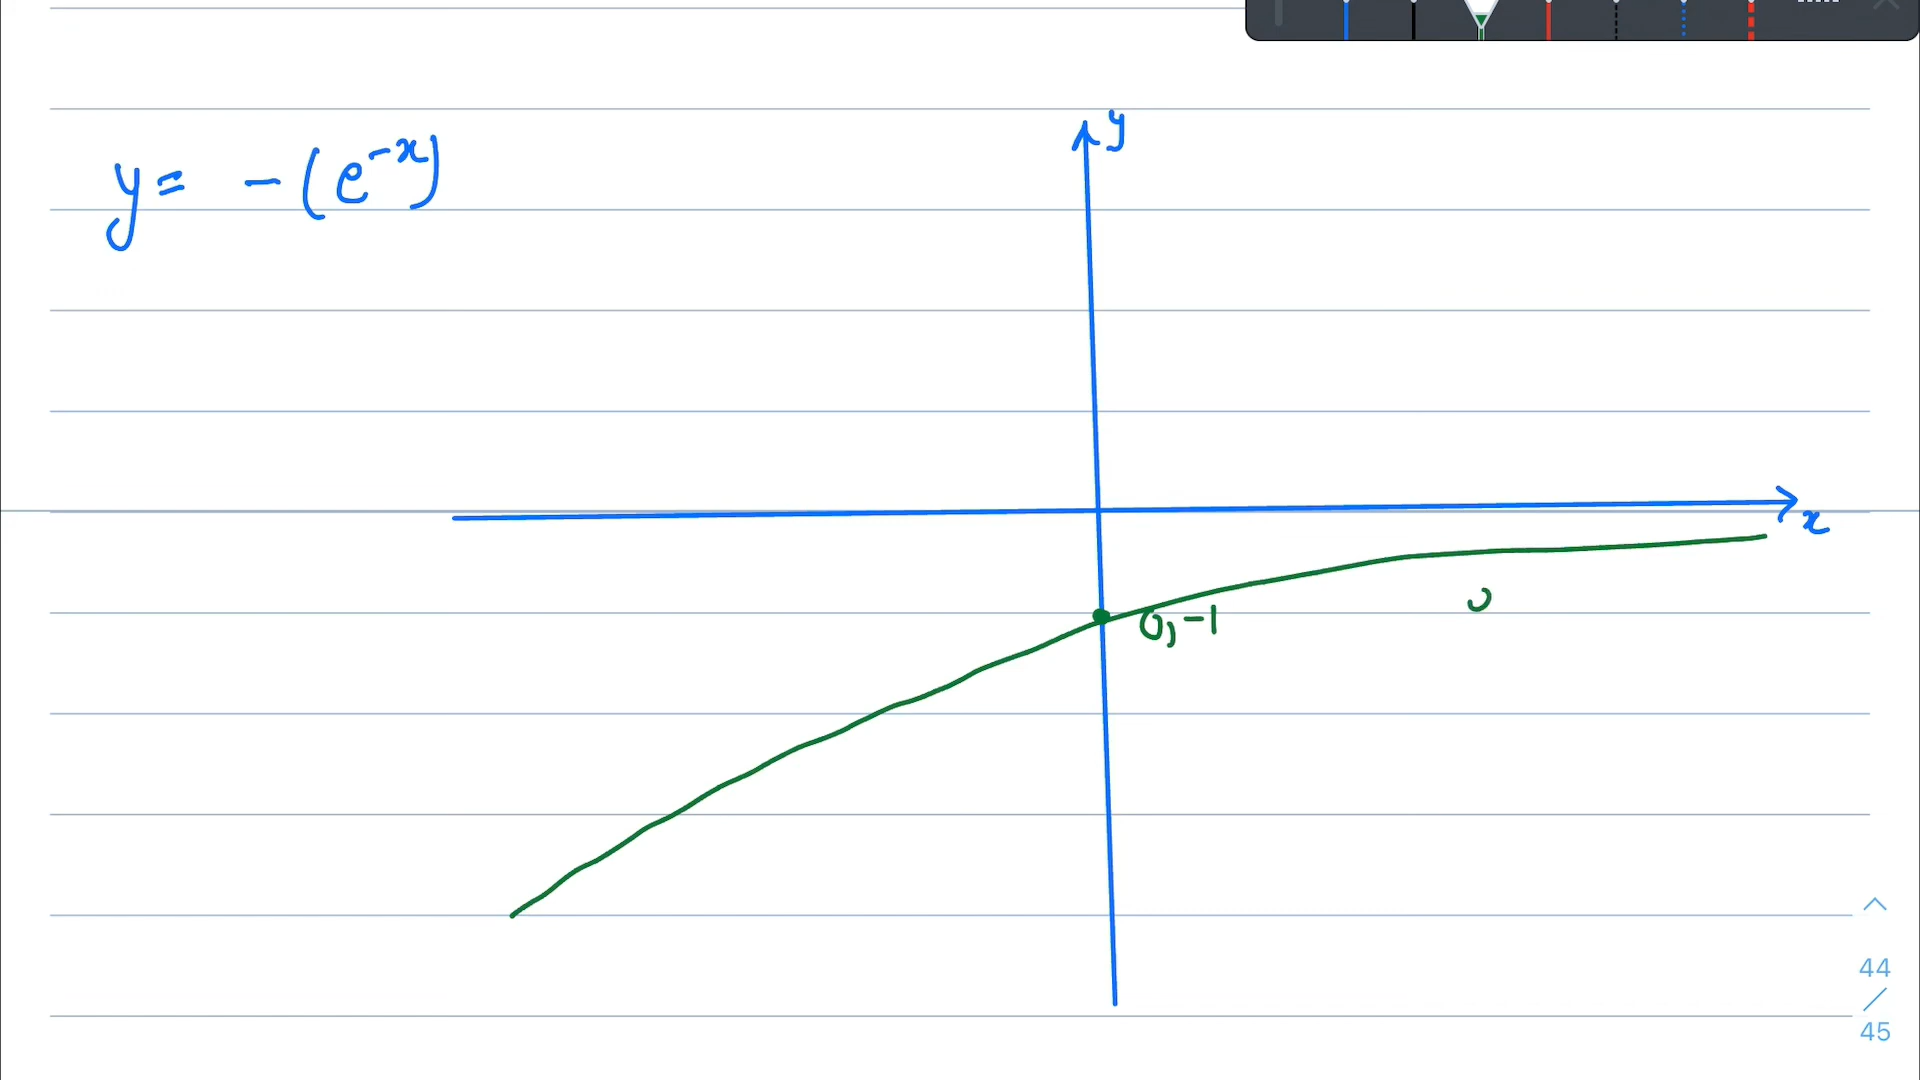 y
y = -(e^{-x})
x
0, -1
44
/
45